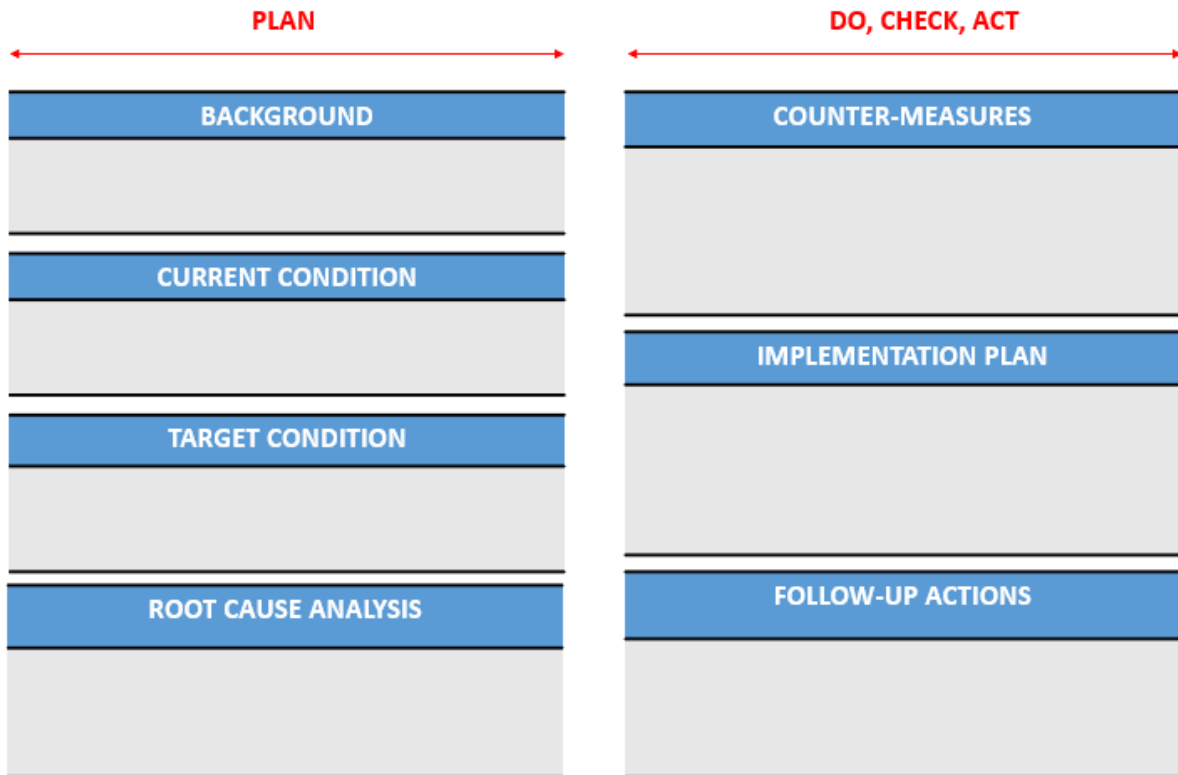 PLAN
BACKGROUND
CURRENT CONDITION
TARGET CONDITION
ROOT CAUSE ANALYSIS
DO, CHECK, ACT
COUNTER-MEASURES
IMPLEMENTATION PLAN
FOLLOW-UP ACTIONS